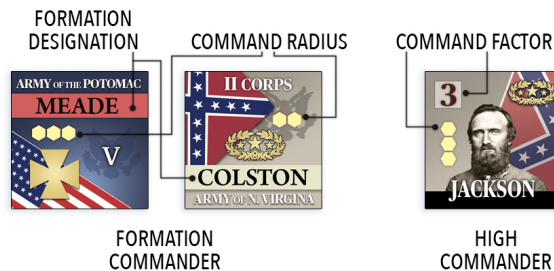 FORMATION
DESIGNATION
COMMAND RADIUS
COMMAND FACTOR
ARMY OF THE POTOMAC
MEADE
V
II CORPS
COLSTON
ARMY OF N. VIRGINA
3
JACKSON
FORMATION
COMMANDER
HIGH
COMMANDER